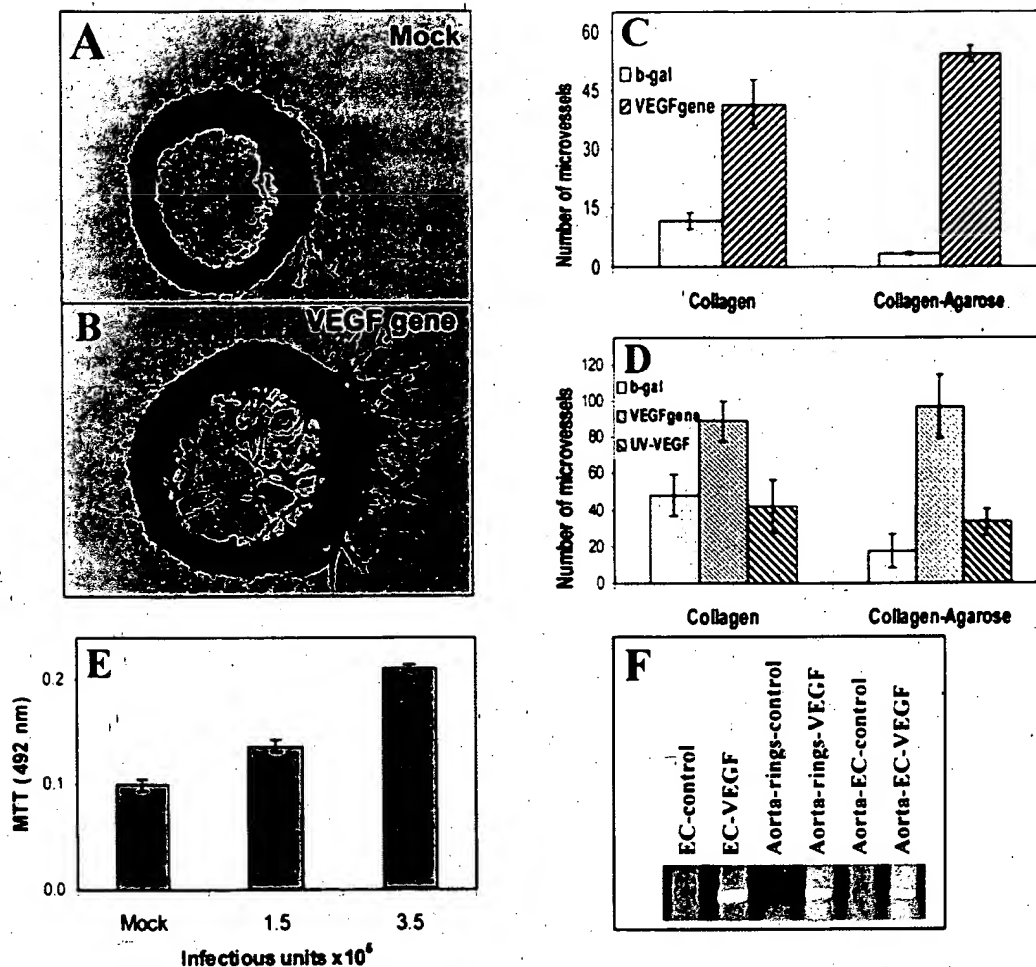 A
Mock
B
VEGF gene
C
60
45
30
15
0
Number of microvessels
b-gal
VEGFgene
Collagen
Collagen-Agarose
D
120
100
80
60
40
20
0
Number of microvessels
b-gal
VEGFgene
UV-VEGF
Collagen
Collagen-Agarose
E
0.2
0.1
0.0
MTT (492 nm)
Mock
1.5
3.5
Infectious units x10
F
EC-control
EC-VEGF
Aorta-rings-control
Aorta-rings-VEGF
Aorta-EC-control
Aorta-EC-VEGF